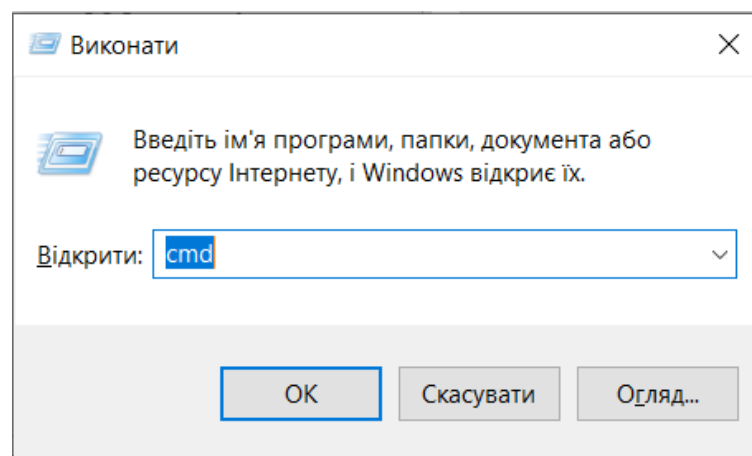 Виконати
Введіть ім'я програми, папки, документа або
ресурсу Інтернету, і Windows відкриє їх.
Відкрити: cmd
OK Скасувати Огляд...